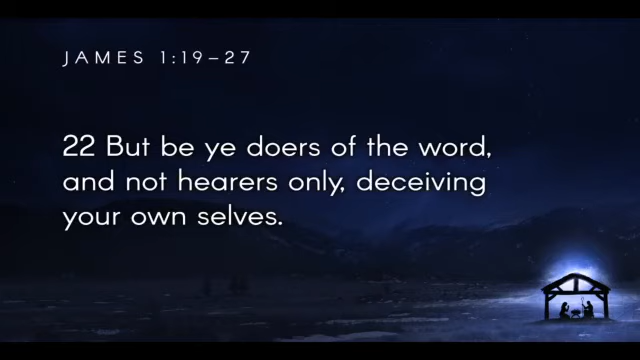 JAMES 1:19–27
22 But be ye doers of the word,
and not hearers only, deceiving
your own selves.